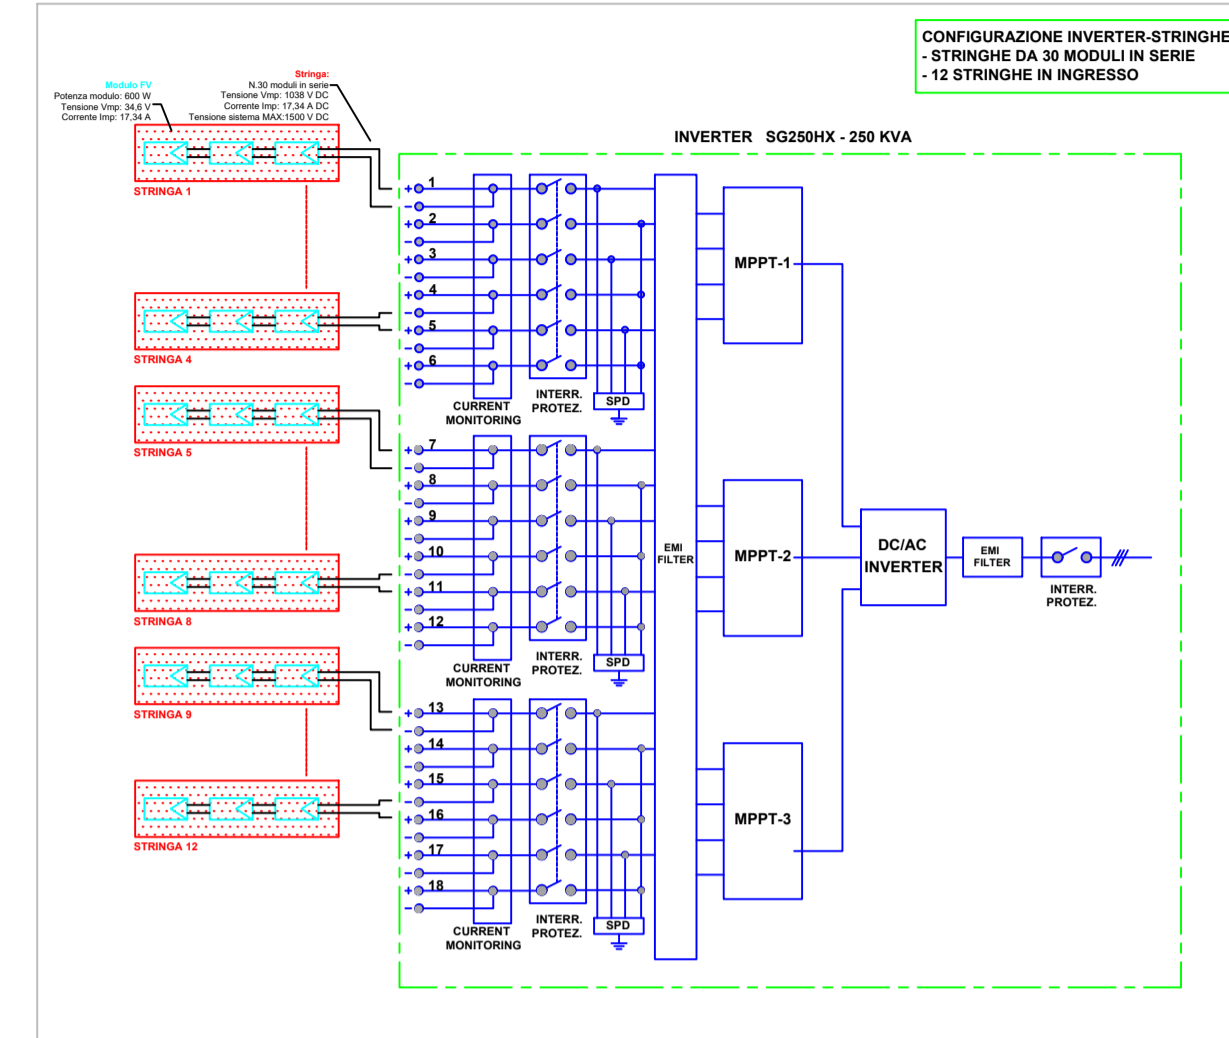 CONFIGURAZIONE INVERTER-STRINGHE
- STRINGHE DA 30 MODULI IN SERIE
- 12 STRINGHE IN INGRESSO
Modulo FV
Potenza modulo: 600 W
Tensione Vmp: 34,6 V
Corrente Imp: 17,34 A
Stringa:
N.30 moduli in serie
Tensione Vmp: 1038 V DC
Corrente Imp: 17,34 A DC
Tensione sistema MAX:1500 V DC
INVERTER SG250HX - 250 KVA
STRINGA 1
STRINGA 4
STRINGA 5
STRINGA 8
STRINGA 9
STRINGA 12
+ 1
-
+ 2
-
+ 3
-
+ 4
-
+ 5
-
+ 6
-
CURRENT
MONITORING
INTERR.
PROTEZ.
SPD
+ 7
-
+ 8
-
+ 9
-
+ 10
-
+ 11
-
+ 12
-
CURRENT
MONITORING
INTERR.
PROTEZ.
SPD
+ 13
-
+ 14
-
+ 15
-
+ 16
-
+ 17
-
+ 18
-
CURRENT
MONITORING
INTERR.
PROTEZ.
SPD
EMI
FILTER
MPPT-1
MPPT-2
MPPT-3
DC/AC
INVERTER
EMI
FILTER
INTERR.
PROTEZ.